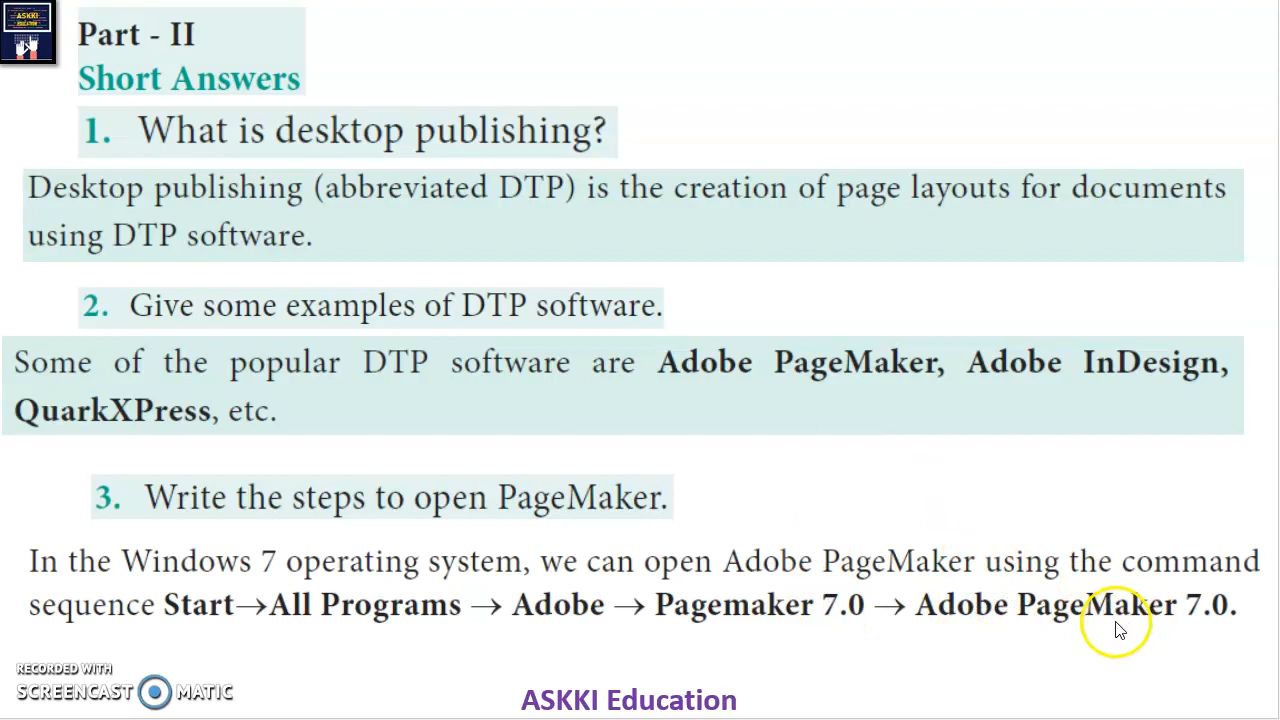 ASKKI
EDUCATION
Part - II
Short Answers
1. What is desktop publishing?
Desktop publishing (abbreviated DTP) is the creation of page layouts for documents
using DTP software.
2. Give some examples of DTP software.
Some of the popular DTP software are Adobe PageMaker, Adobe InDesign,
QuarkXPress, etc.
3. Write the steps to open PageMaker.
In the Windows 7 operating system, we can open Adobe PageMaker using the command
sequence Start→All Programs → Adobe → Pagemaker 7.0 → Adobe PageMaker 7.0.
RECORDED WITH
SCREENCAST MATIC
ASKKI Education